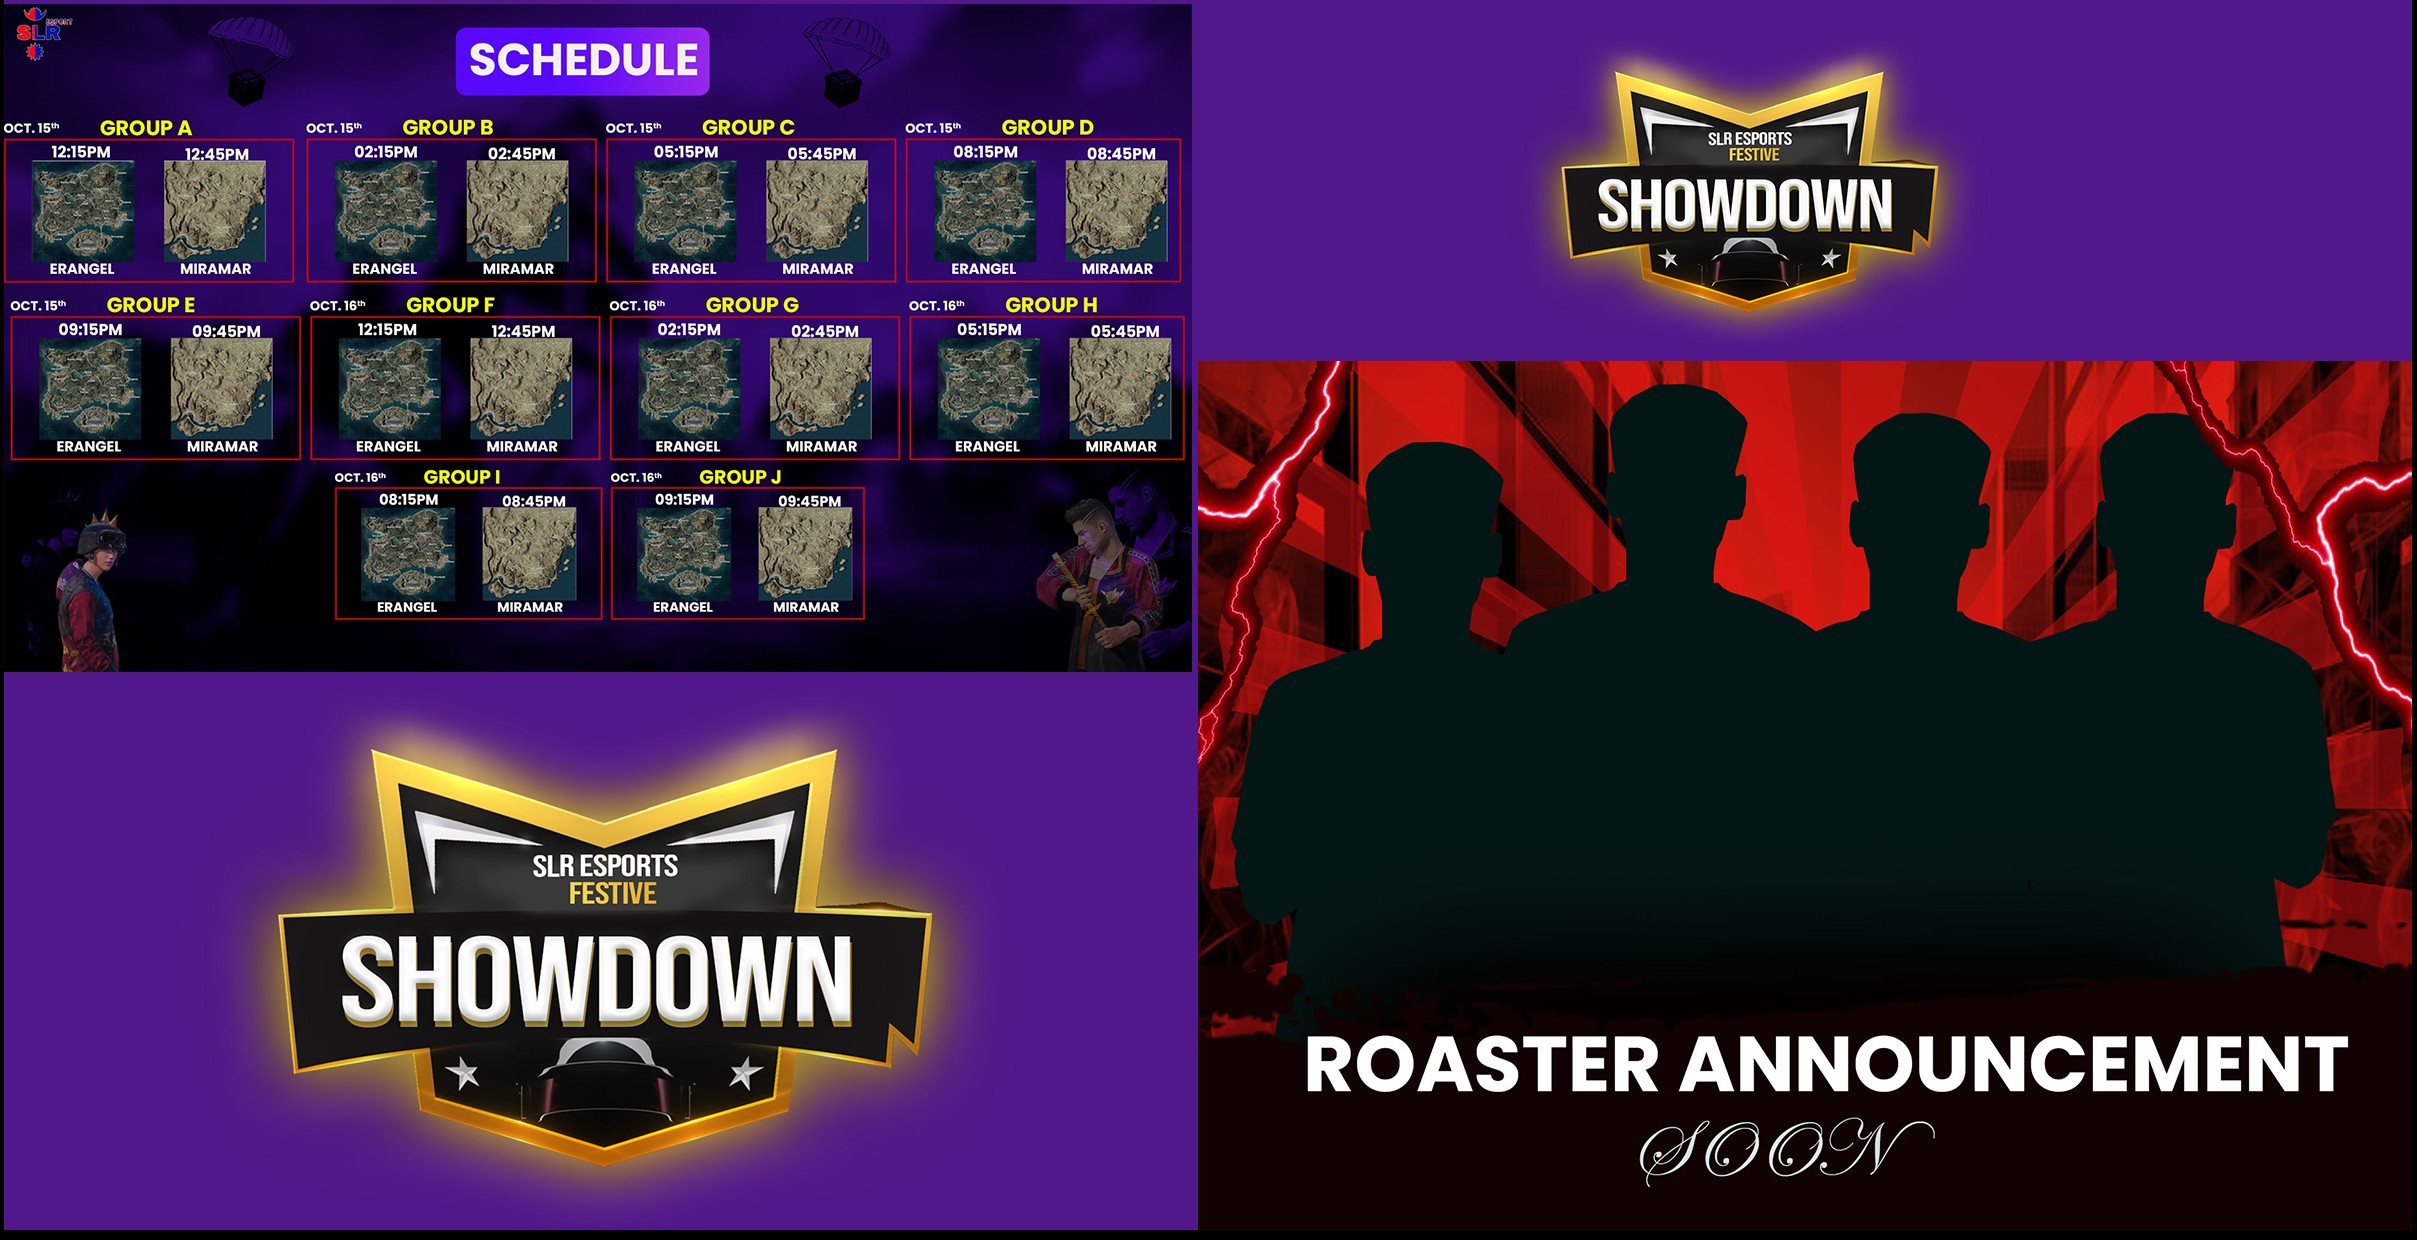 SLR ESPORT
SCHEDULE
OCT. 15th GROUP A
12:15PM 12:45PM
ERANGEL MIRAMAR
OCT. 15th GROUP B
02:15PM 02:45PM
ERANGEL MIRAMAR
OCT. 15th GROUP C
05:15PM 05:45PM
ERANGEL MIRAMAR
OCT. 15th GROUP D
08:15PM 08:45PM
ERANGEL MIRAMAR
OCT. 15th GROUP E
09:15PM 09:45PM
ERANGEL MIRAMAR
OCT. 16th GROUP F
12:15PM 12:45PM
ERANGEL MIRAMAR
OCT. 16th GROUP G
02:15PM 02:45PM
ERANGEL MIRAMAR
OCT. 16th GROUP H
05:15PM 05:45PM
ERANGEL MIRAMAR
OCT. 16th GROUP I
08:15PM 08:45PM
ERANGEL MIRAMAR
OCT. 16th GROUP J
09:15PM 09:45PM
ERANGEL MIRAMAR
SLR ESPORTS
FESTIVE
SHOWDOWN
SLR ESPORTS
FESTIVE
SHOWDOWN
ROASTER ANNOUNCEMENT
SOON